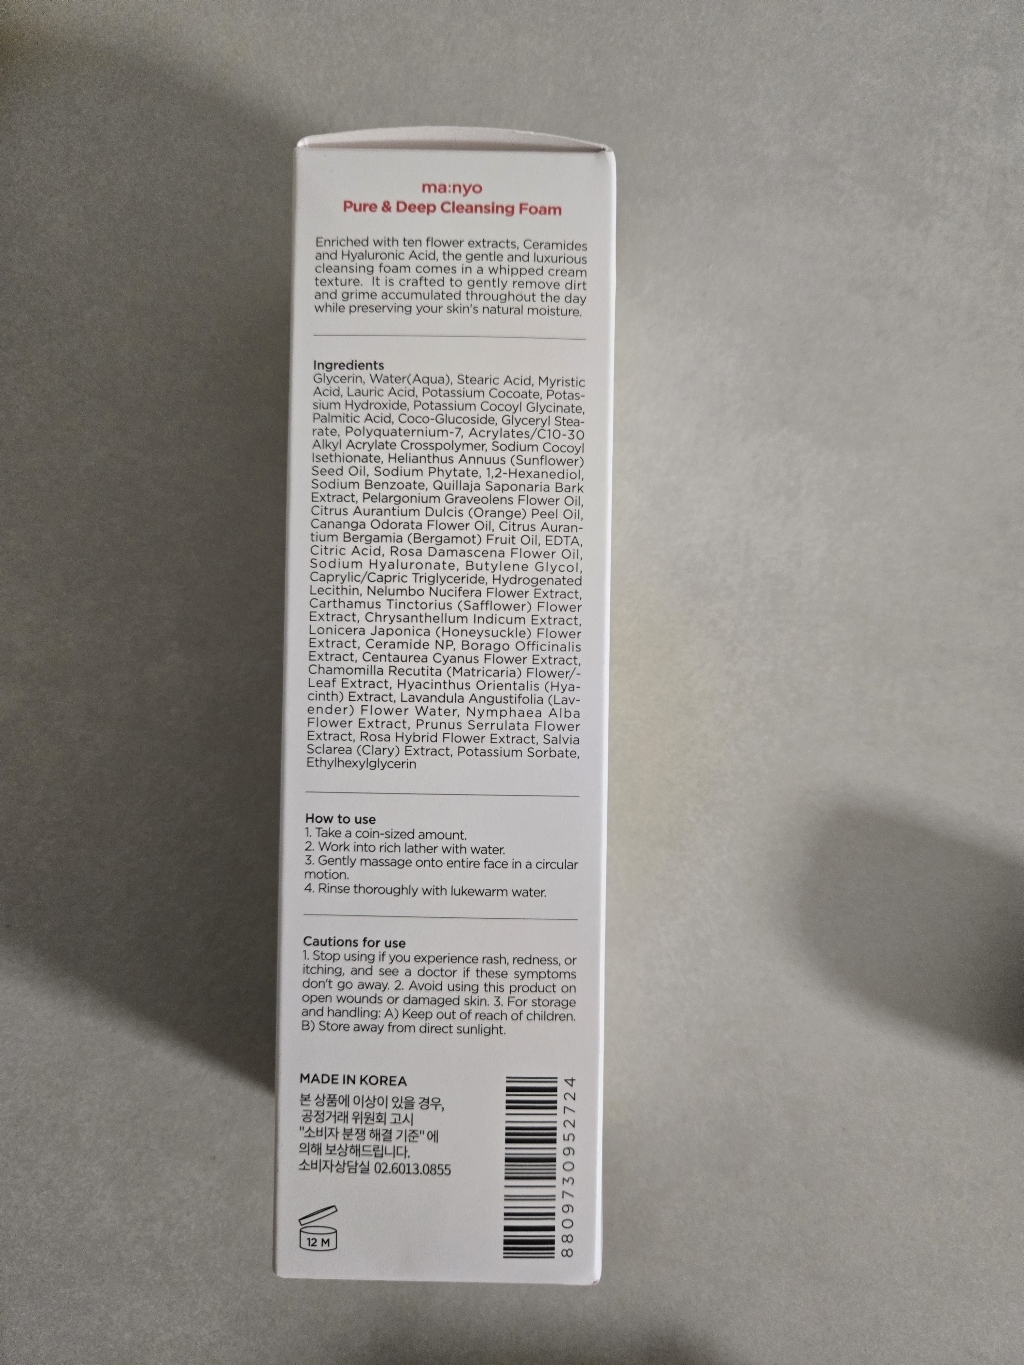 ma:nyo
Pure & Deep Cleansing Foam
Enriched with ten flower extracts, Ceramides
and Hyaluronic Acid, the gentle and luxurious
cleansing foam comes in a whipped cream
texture. It is crafted to gently remove dirt
and grime accumulated throughout the day
while preserving your skin's natural moisture.
Ingredients
Glycerin, Water(Aqua), Stearic Acid, Myristic
Acid, Lauric Acid, Potassium Cocoate, Potas-
sium Hydroxide, Potassium Cocoyl Glycinate,
Palmitic Acid, Coco-Glucoside, Glyceryl Stea-
rate, Polyquaternium-7, Acrylates/C10-30
Alkyl Acrylate Crosspolymer, Sodium Cocoyl
Isethionate, Helianthus Annuus (Sunflower)
Seed Oil, Sodium Phytate, 1,2-Hexanediol,
Sodium Benzoate, Quillaja Saponaria Bark
Extract, Pelargonium Graveolens Flower Oil,
Citrus Aurantium Dulcis (Orange) Peel Oil,
Cananga Odorata Flower Oil, Citrus Auran-
tium Bergamia (Bergamot) Fruit Oil, EDTA,
Citric Acid, Rosa Damascena Flower Oil,
Sodium Hyaluronate, Butylene Glycol,
Caprylic/Capric Triglyceride, Hydrogenated
Lecithin, Nelumbo Nucifera Flower Extract,
Carthamus Tinctorius (Safflower) Flower
Extract, Chrysanthellum Indicum Extract,
Lonicera Japonica (Honeysuckle) Flower
Extract, Ceramide NP, Borago Officinalis
Extract, Centaurea Cyanus Flower Extract,
Chamomilla Recutita (Matricaria) Flower/-
Leaf Extract, Hyacinthus Orientalis (Hya-
cinth) Extract, Lavandula Angustifolia (Lav-
ender) Flower Water, Nymphaea Alba
Flower Extract, Prunus Serrulata Flower
Extract, Rosa Hybrid Flower Extract, Salvia
Sclarea (Clary) Extract, Potassium Sorbate,
Ethylhexylglycerin
How to use
1. Take a coin-sized amount.
2. Work into rich lather with water.
3. Gently massage onto entire face in a circular
motion.
4. Rinse thoroughly with lukewarm water.
Cautions for use
1. Stop using if you experience rash, redness, or
itching, and see a doctor if these symptoms
don't go away. 2. Avoid using this product on
open wounds or damaged skin. 3. For storage
and handling: A) Keep out of reach of children.
B) Store away from direct sunlight.
MADE IN KOREA
본 상품에 이상이 있을 경우,
공정거래 위원회 고시
"소비자 분쟁 해결 기준" 에
의해 보상해드립니다.
소비자상담실 02.6013.0855
12 M
8809730952724